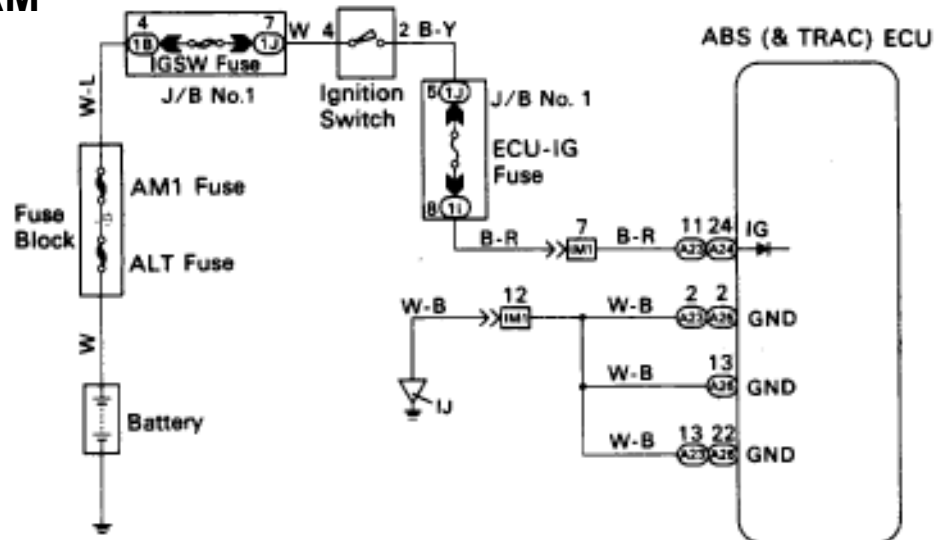 4 7
1B 1J W 4 2 B-Y
IGSW Fuse
J/B No.1
Ignition
Switch
ABS (& TRAC) ECU
W-L
5 1J J/B No. 1
ECU-IG
Fuse
8 1I
Fuse
Block
AM1 Fuse
ALT Fuse
B-R 7 IM1 B-R 11 24 A23 A24 IG
W-B 12 IM1 W-B 2 2 A23 A26 GND
W-B 13 A26 GND
W-B 13 22 A23 A26 GND
IJ
W
Battery